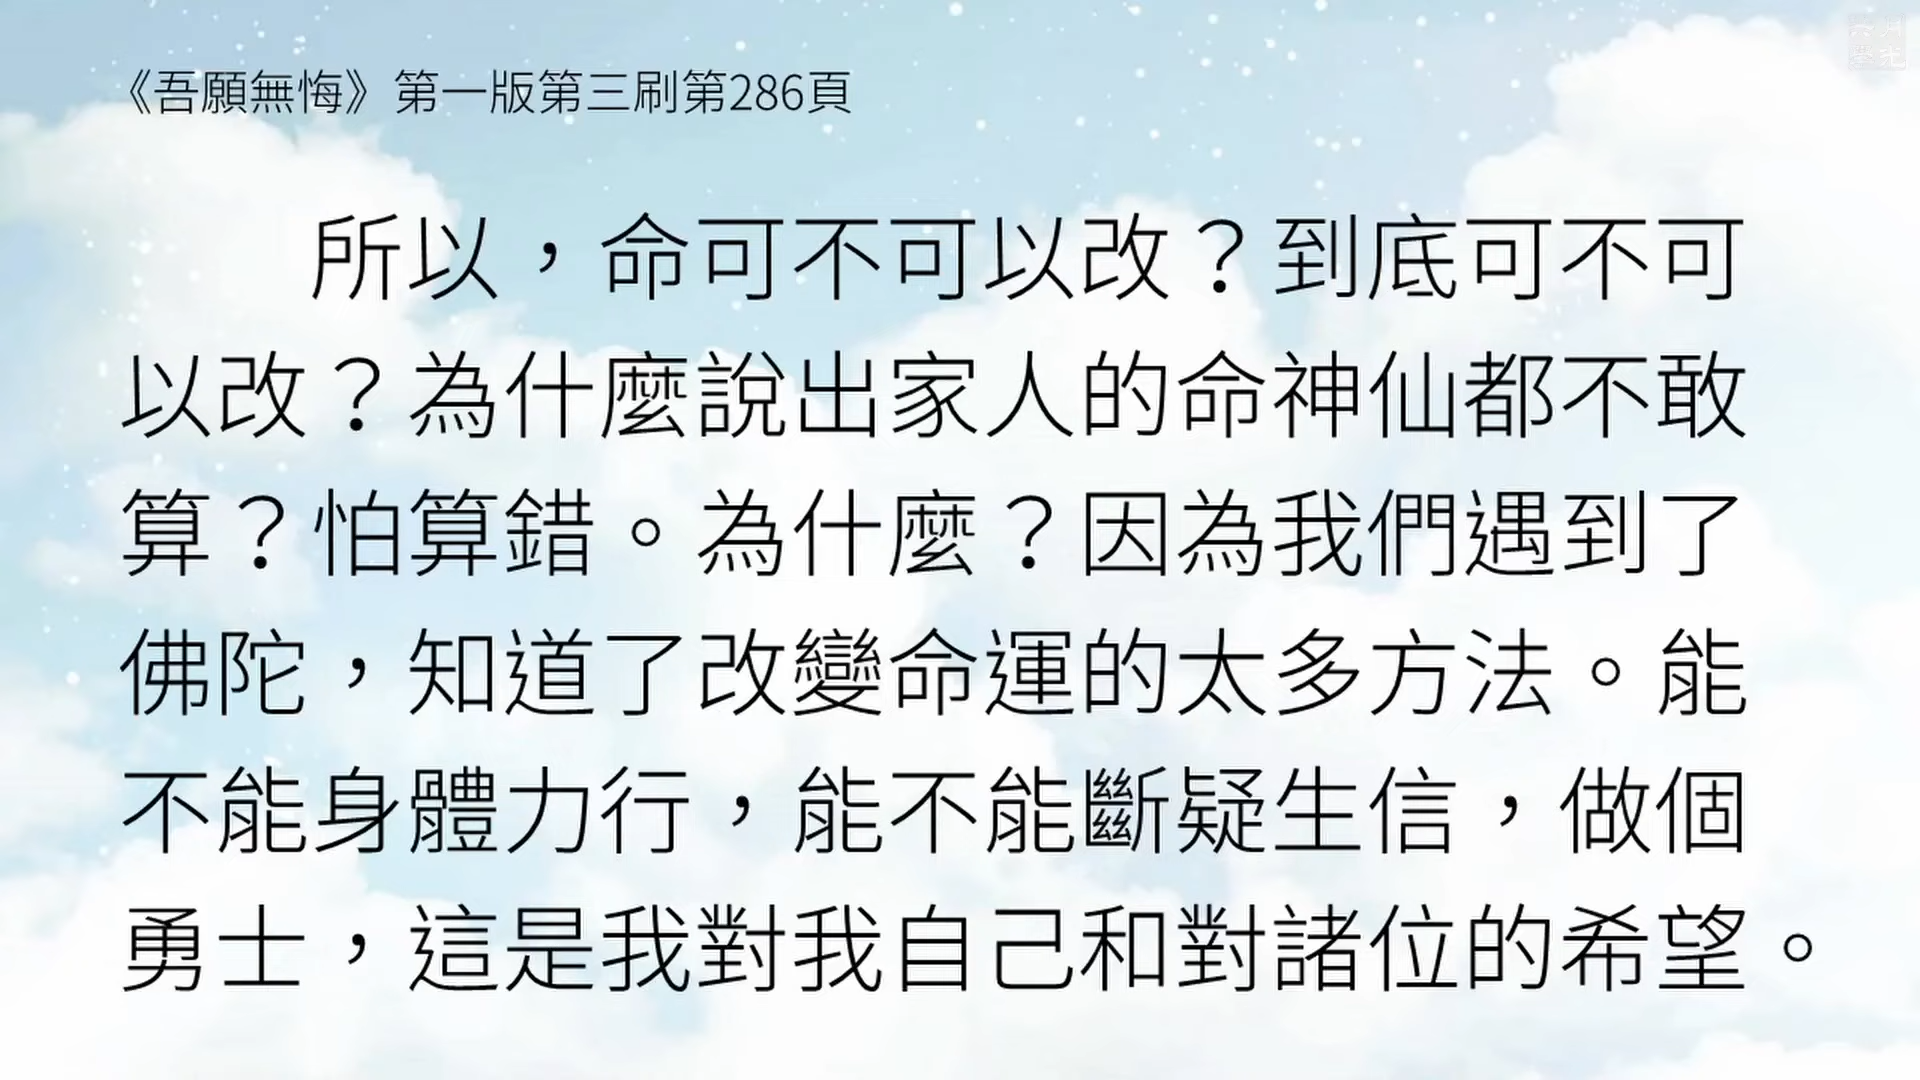 《吾願無悔》第一版第三刷第286頁
所以，命可不可以改？到底可不可
以改？為什麼說出家人的命神仙都不敢
算？怕算錯。為什麼？因為我們遇到了
佛陀，知道了改變命運的太多方法。能
不能身體力行，能不能斷疑生信，做個
勇士，這是我對我自己和對諸位的希望。